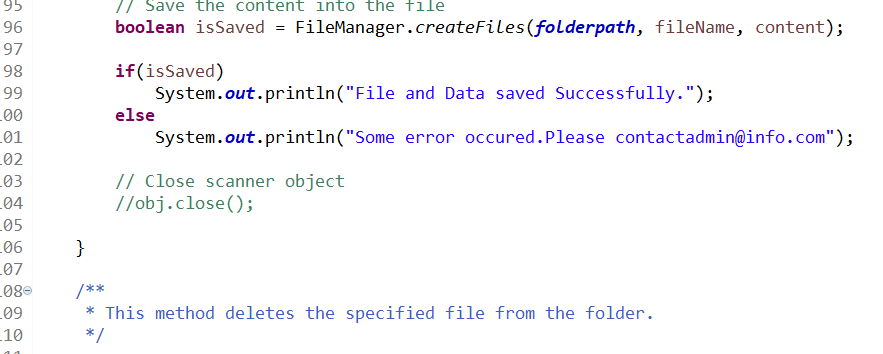 95 // Save the content into the file
96 boolean isSaved = FileManager.createFiles(folderpath, fileName, content);
97
98 if(isSaved)
99 System.out.println("File and Data saved Successfully.");
00 else
01 System.out.println("Some error occured.Please contactadmin@info.com");
02
03 // Close scanner object
04 //obj.close();
05
06 }
07
08 /**
09 * This method deletes the specified file from the folder.
10 */